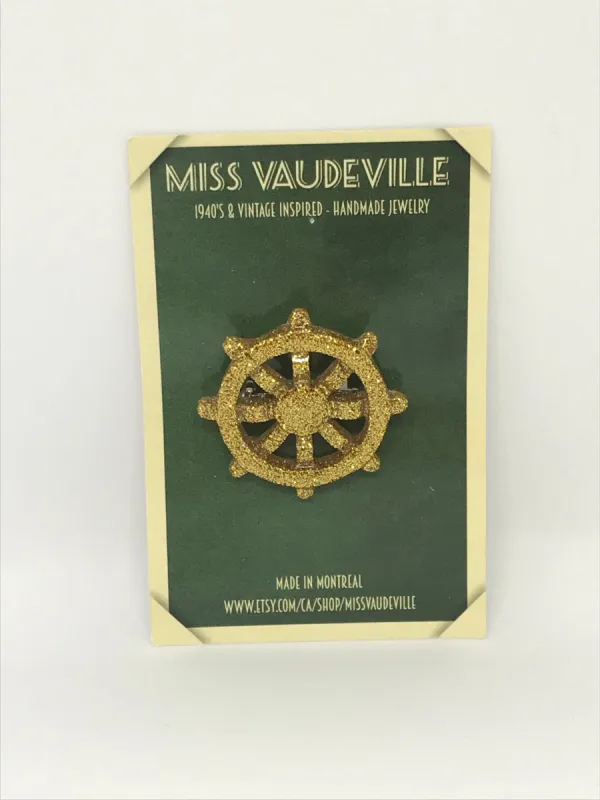 MISS VAUDEVILLE
1940'S & VINTAGE INSPIRED - HANDMADE JEWELRY
MADE IN MONTREAL
WWW.ETSY.COM/CA/SHOP/MISSVAUDEVILLE